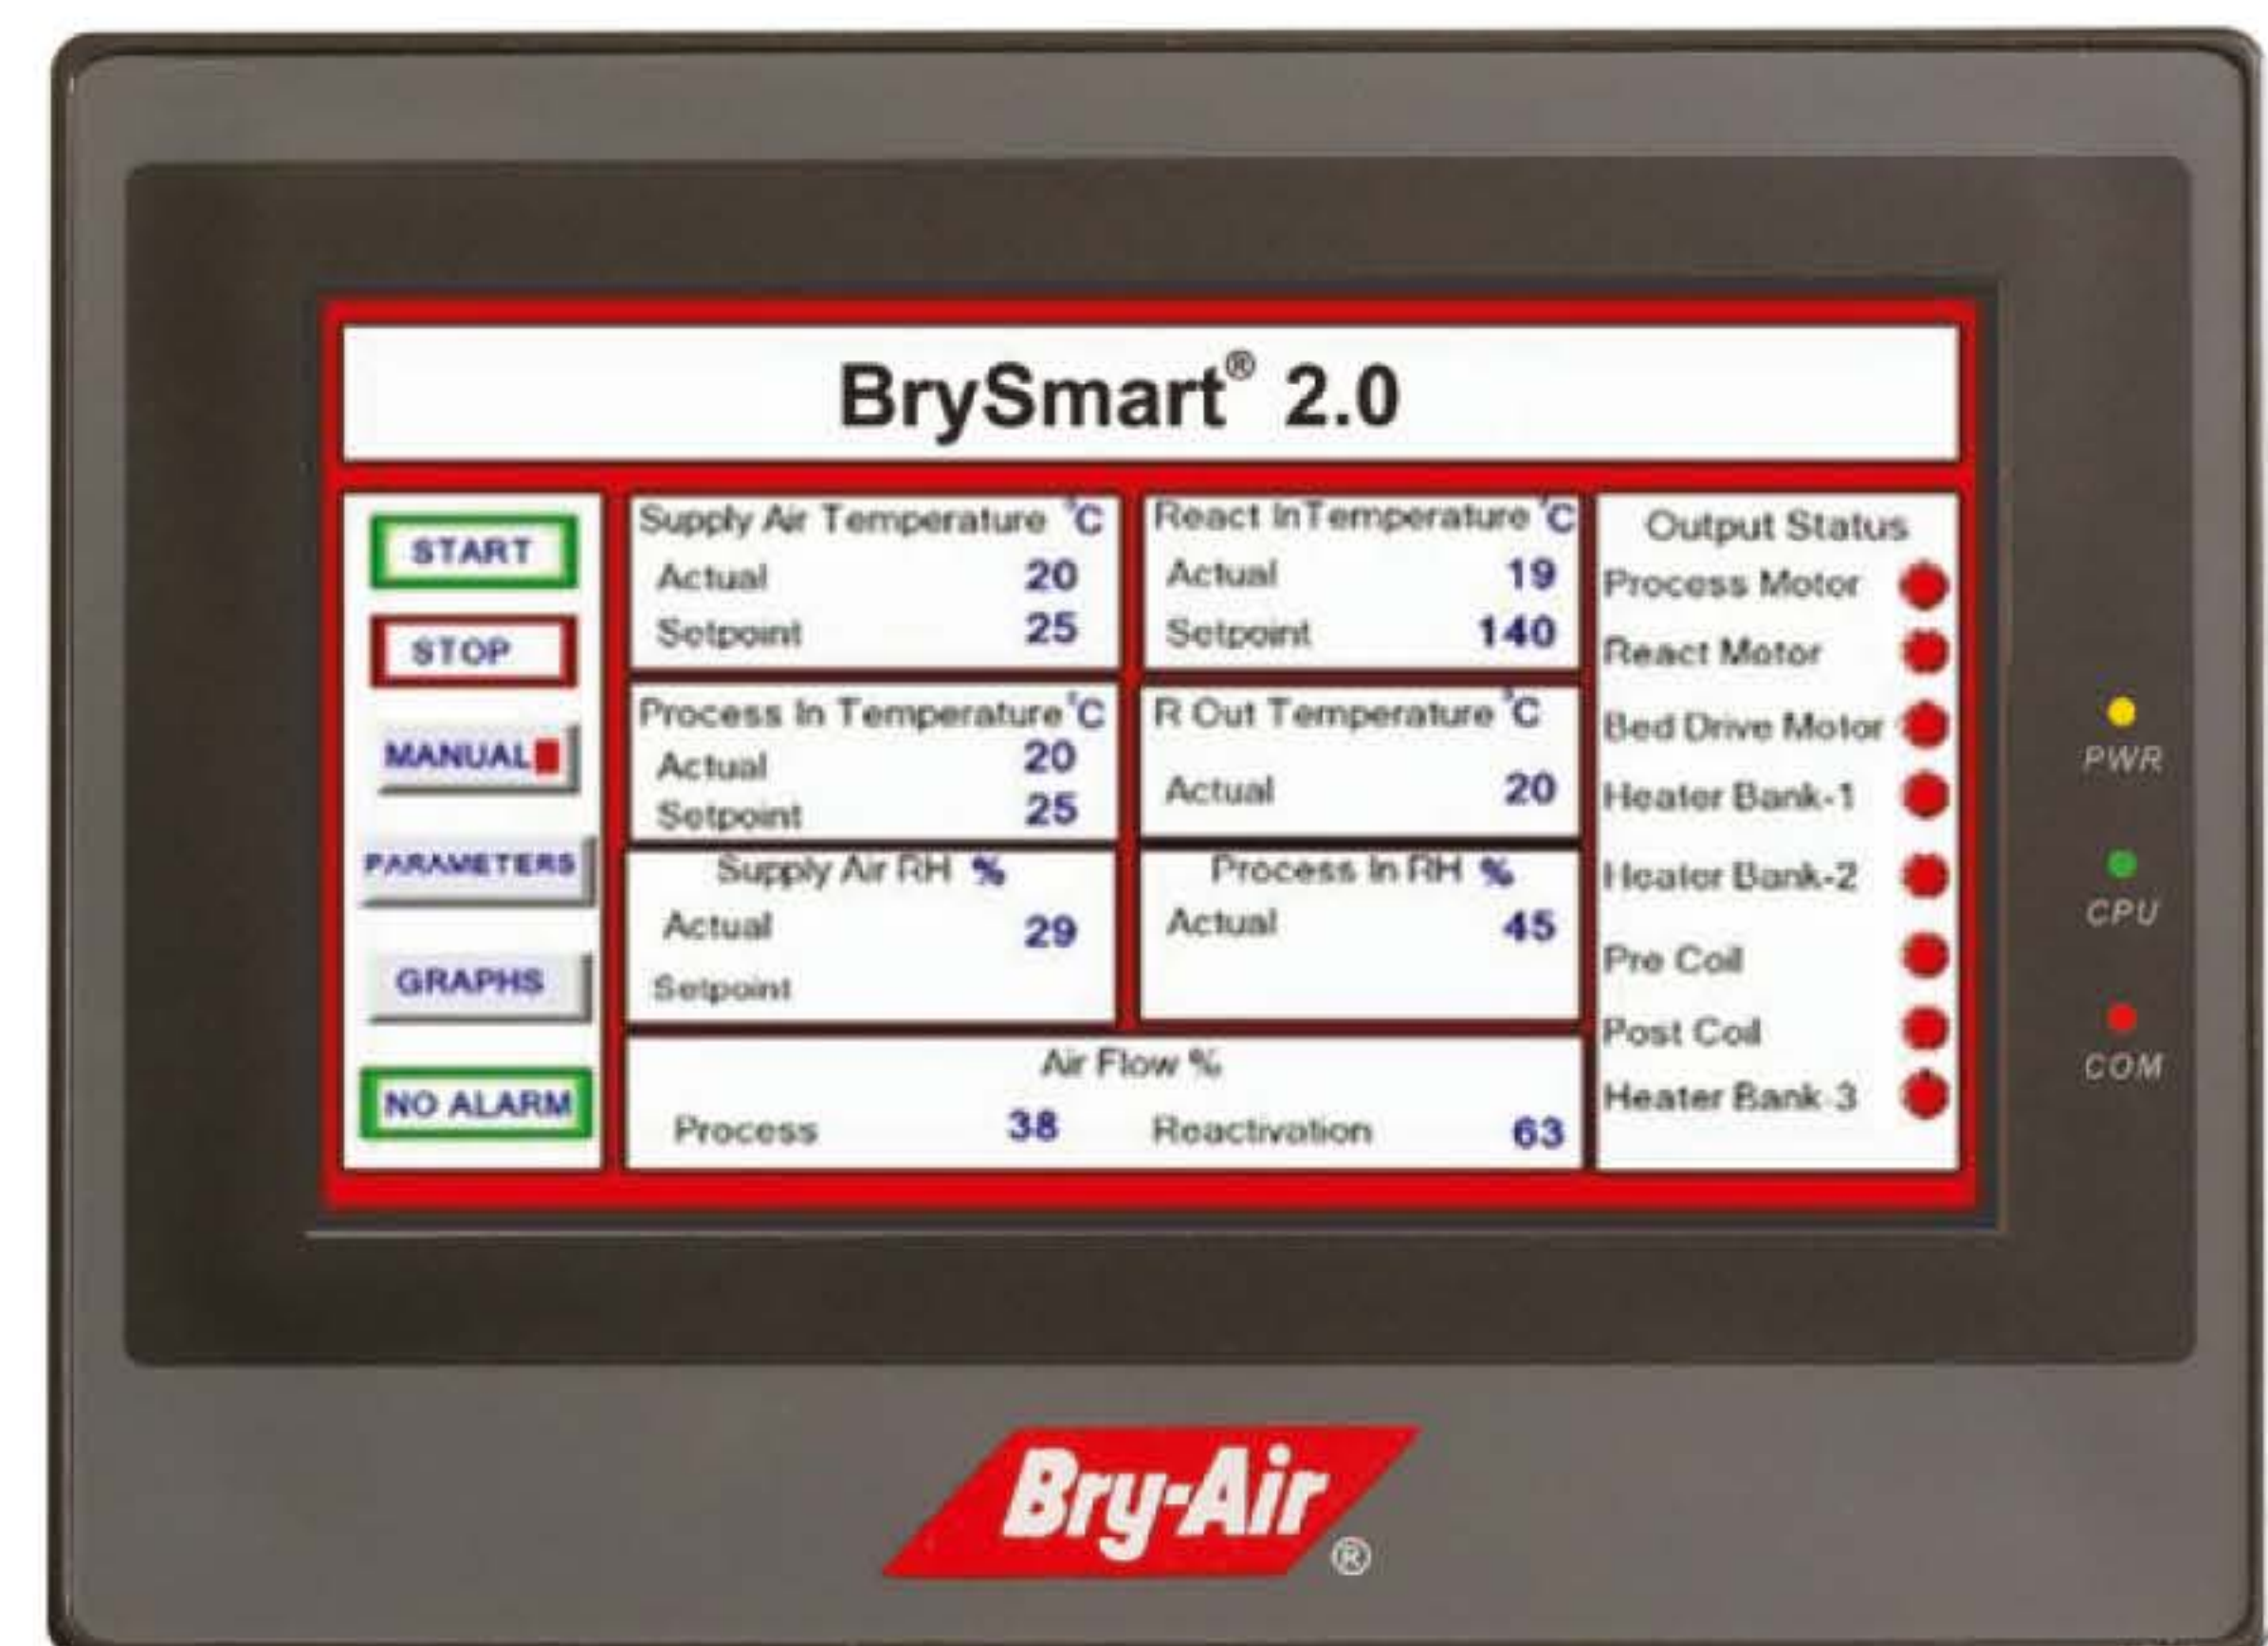 BrySmart® 2.0
START
STOP
MANUAL
PARAMETERS
GRAPHS
NO ALARM
Supply Air Temperature °C
Actual 20
Setpoint 25
React InTemperature °C
Actual 19
Setpoint 140
Process In Temperature °C
Actual 20
Setpoint 25
R Out Temperature °C
Actual 20
Supply Air RH %
Actual 29
Setpoint
Process In RH %
Actual 45
Air Flow %
Process 38 Reactivation 63
Output Status
Process Motor
React Motor
Bed Drive Motor
Heater Bank-1
Heater Bank-2
Pre Coil
Post Coil
Heater Bank-3
PWR
CPU
COM
Bry-Air®